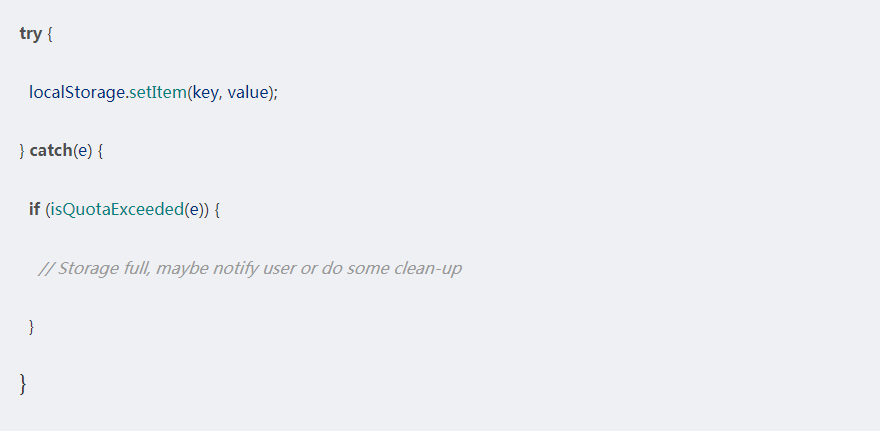 try {
localStorage.setItem(key, value);
} catch(e) {
if (isQuotaExceeded(e)) {
// Storage full, maybe notify user or do some clean-up
}
}